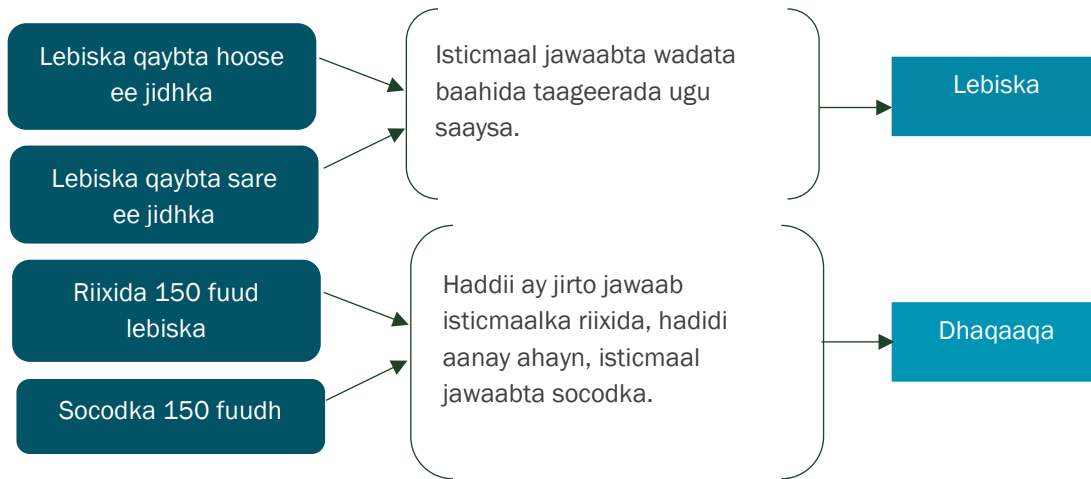 Lebiska qaybta hoose
ee jidhka
Lebiska qaybta sare
ee jidhka
Isticmaal jawaabta wadata
baahida taageerada ugu
saaysa.
Lebiska
Riixida 150 fuud
lebiska
Socodka 150 fuudh
Haddii ay jirto jawaab
isticmaalka riixida, hadidi
aanay ahayn, isticmaal
jawaabta socodka.
Dhaqaaqa